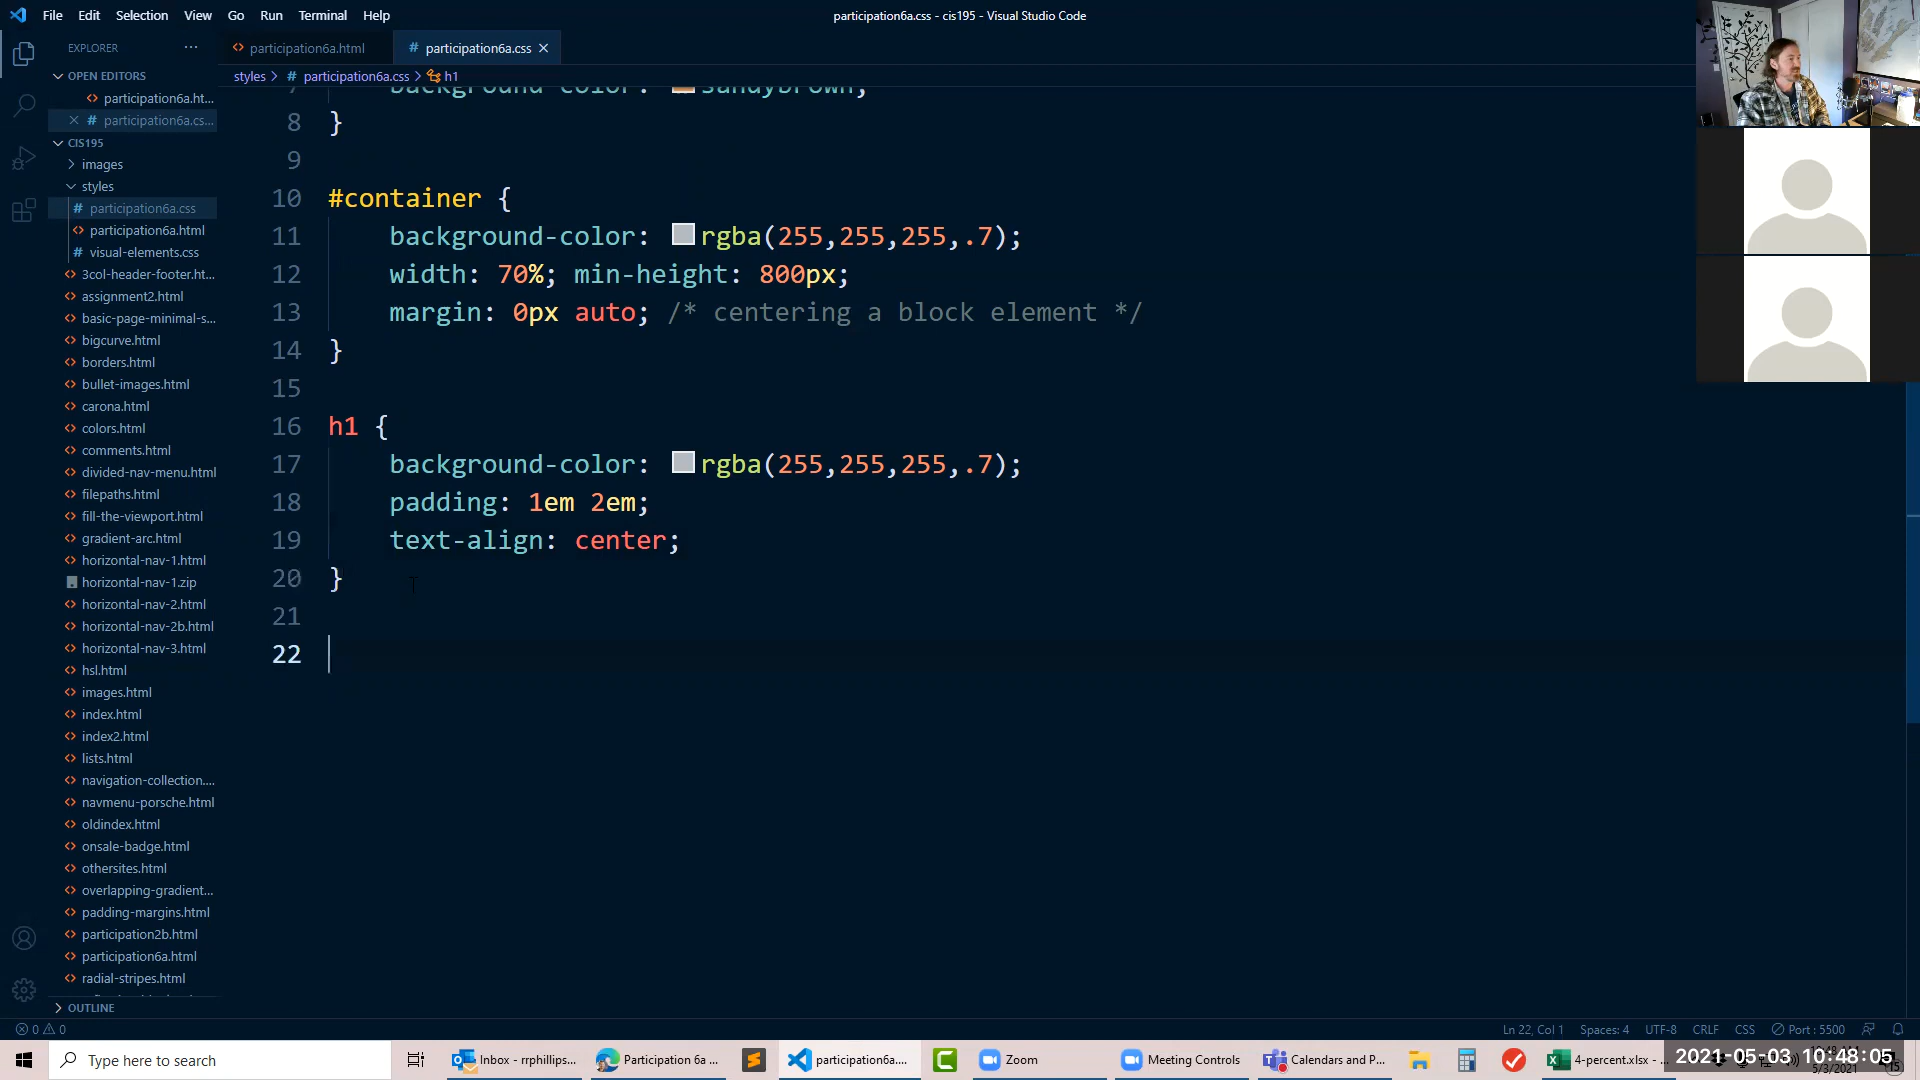 File Edit Selection View Go Run Terminal Help
participation6a.css - cis195 - Visual Studio Code
EXPLORER ···
OPEN EDITORS
participation6a.ht...
participation6a.cs...
CIS195
images
styles
participation6a.css
participation6a.html
visual-elements.css
3col-header-footer.ht...
assignment2.html
basic-page-minimal-s...
bigcurve.html
borders.html
bullet-images.html
carona.html
colors.html
comments.html
divided-nav-menu.html
filepaths.html
fill-the-viewport.html
gradient-arc.html
horizontal-nav-1.html
horizontal-nav-1.zip
horizontal-nav-2.html
horizontal-nav-2b.html
horizontal-nav-3.html
hsl.html
images.html
index.html
index2.html
lists.html
navigation-collection....
navmenu-porsche.html
oldindex.html
onsale-badge.html
othersites.html
overlapping-gradient...
padding-margins.html
participation2b.html
participation6a.html
radial-stripes.html
OUTLINE
participation6a.html
# participation6a.css
styles > # participation6a.css > h1
7 background-color: sandybrown;
8 }
9
10 #container {
11 background-color: rgba(255,255,255,.7);
12 width: 70%; min-height: 800px;
13 margin: 0px auto; /* centering a block element */
14 }
15
16 h1 {
17 background-color: rgba(255,255,255,.7);
18 padding: 1em 2em;
19 text-align: center;
20 }
21
22
0 0
Ln 22, Col 1 Spaces: 4 UTF-8 CRLF CSS Port : 5500
Type here to search
Inbox - rrphillips...
Participation 6a ...
participation6a....
Zoom
Meeting Controls
Calendars and P...
4-percent.xlsx - ...
2021-05-03 10:48:05
5/3/2021
15